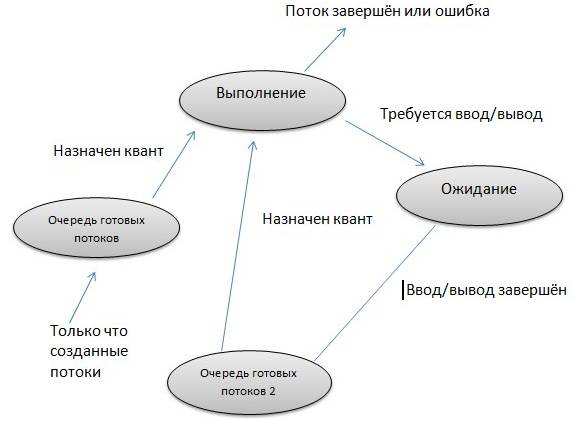 Поток завершён или ошибка
Выполнение
Требуется ввод/вывод
Назначен квант
Ожидание
Очередь готовых
потоков
Назначен квант
Ввод/вывод завершён
Только что
созданные
потоки
Очередь готовых
потоков 2